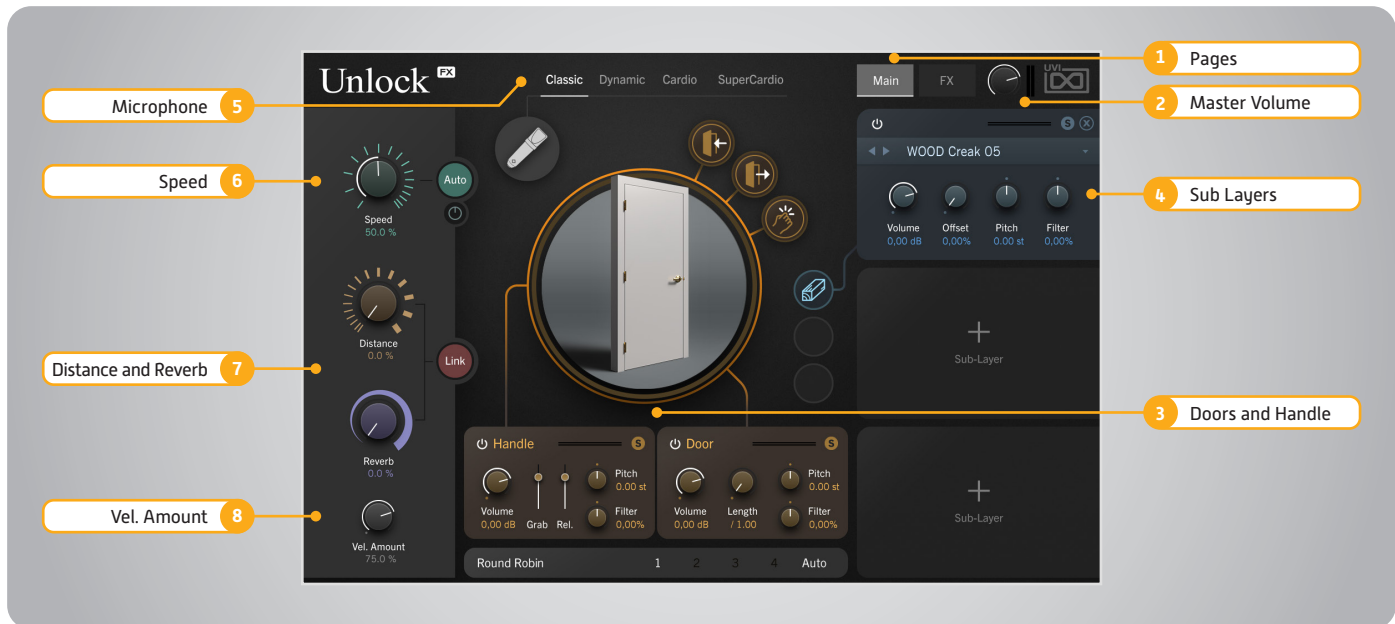 Unlock FX
Classic Dynamic Cardio SuperCardio
Main FX
UVI
1 Pages
2 Master Volume
Microphone 5
Speed 6
Auto
Speed
50.0 %
S X
WOOD Creak 05
4 Sub Layers
Volume Offset Pitch Filter
0,00 dB 0,00% 0.00 st 0,00%
Distance
0.0 %
Distance and Reverb 7
Link
Reverb
0.0 %
+
Sub-Layer
3 Doors and Handle
Handle S
Pitch
0.00 st
Volume Grab Rel. Filter
0,00 dB 0,00%
Door S
Pitch
0.00 st
Volume Length Filter
0,00 dB / 1.00 0,00%
+
Sub-Layer
Vel. Amount 8
Vel. Amount
75.0 %
Round Robin 1 2 3 4 Auto